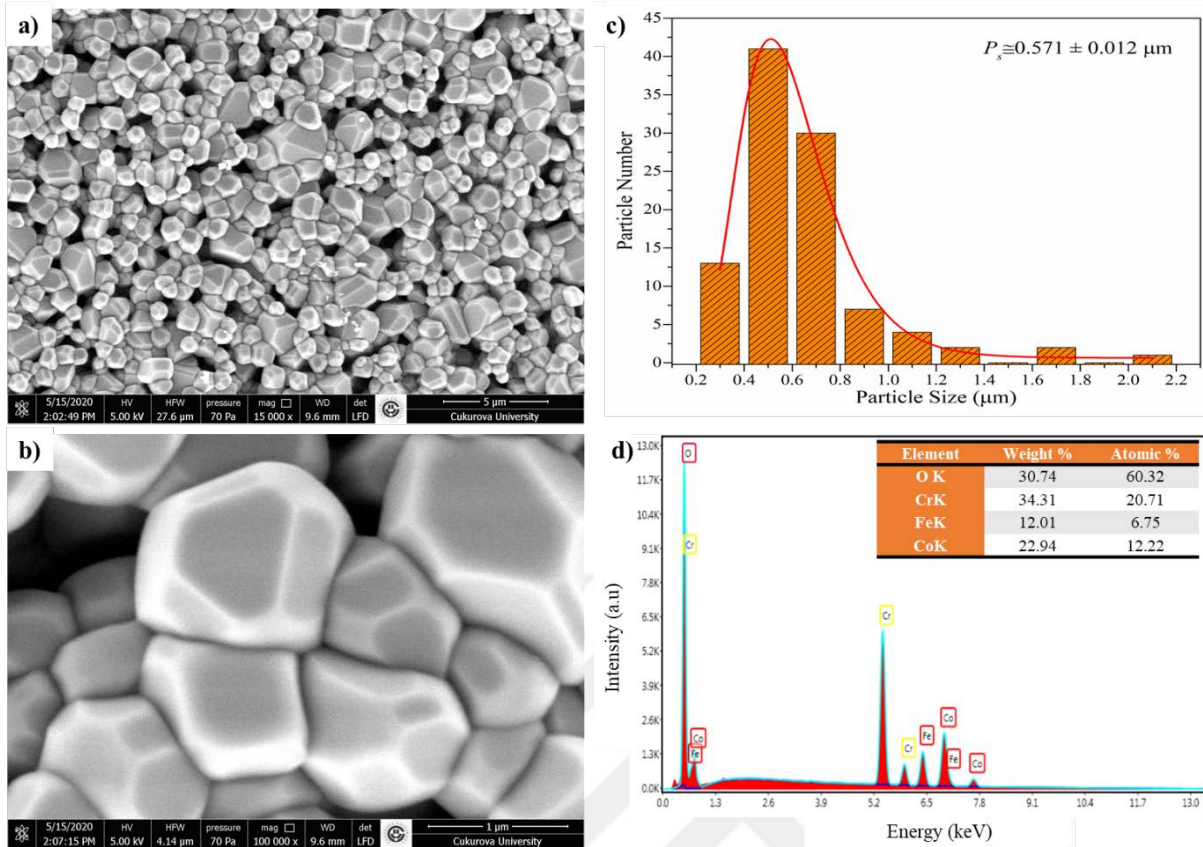 a)
5/15/2020 HV HFW pressure mag WD det 5 µm
2:02:49 PM 5.00 kV 27.6 µm 70 Pa 15 000 x 9.6 mm LFD Cukurova University
b)
5/15/2020 HV HFW pressure mag WD det 1 µm
2:07:15 PM 5.00 kV 4.14 µm 70 Pa 100 000 x 9.6 mm LFD Cukurova University
c)
Ps≅0.571 ± 0.012 µm
Particle Number
45
40
35
30
25
20
15
10
5
0
0.2 0.4 0.6 0.8 1.0 1.2 1.4 1.6 1.8 2.0 2.2
Particle Size (µm)
d)
Element Weight % Atomic %
O K 30.74 60.32
CrK 34.31 20.71
FeK 12.01 6.75
CoK 22.94 12.22
Intensity (a.u)
13.0K
11.7K
10.4K
9.1K
7.8K
6.5K
5.2K
3.9K
2.6K
1.3K
0.0K
O
Cr
Co
Fe
Cr
Cr
Fe
Co
Fe
Co
0.0 1.3 2.6 3.9 5.2 6.5 7.8 9.1 10.4 11.7 13.0
Energy (keV)